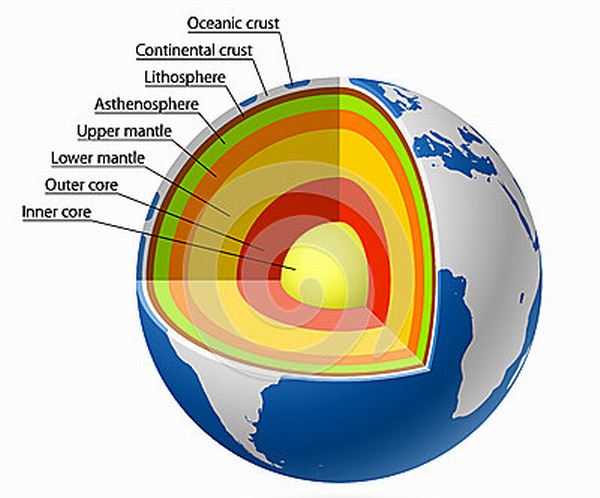 Oceanic crust
Continental crust
Lithosphere
Asthenosphere
Upper mantle
Lower mantle
Outer core
Inner core